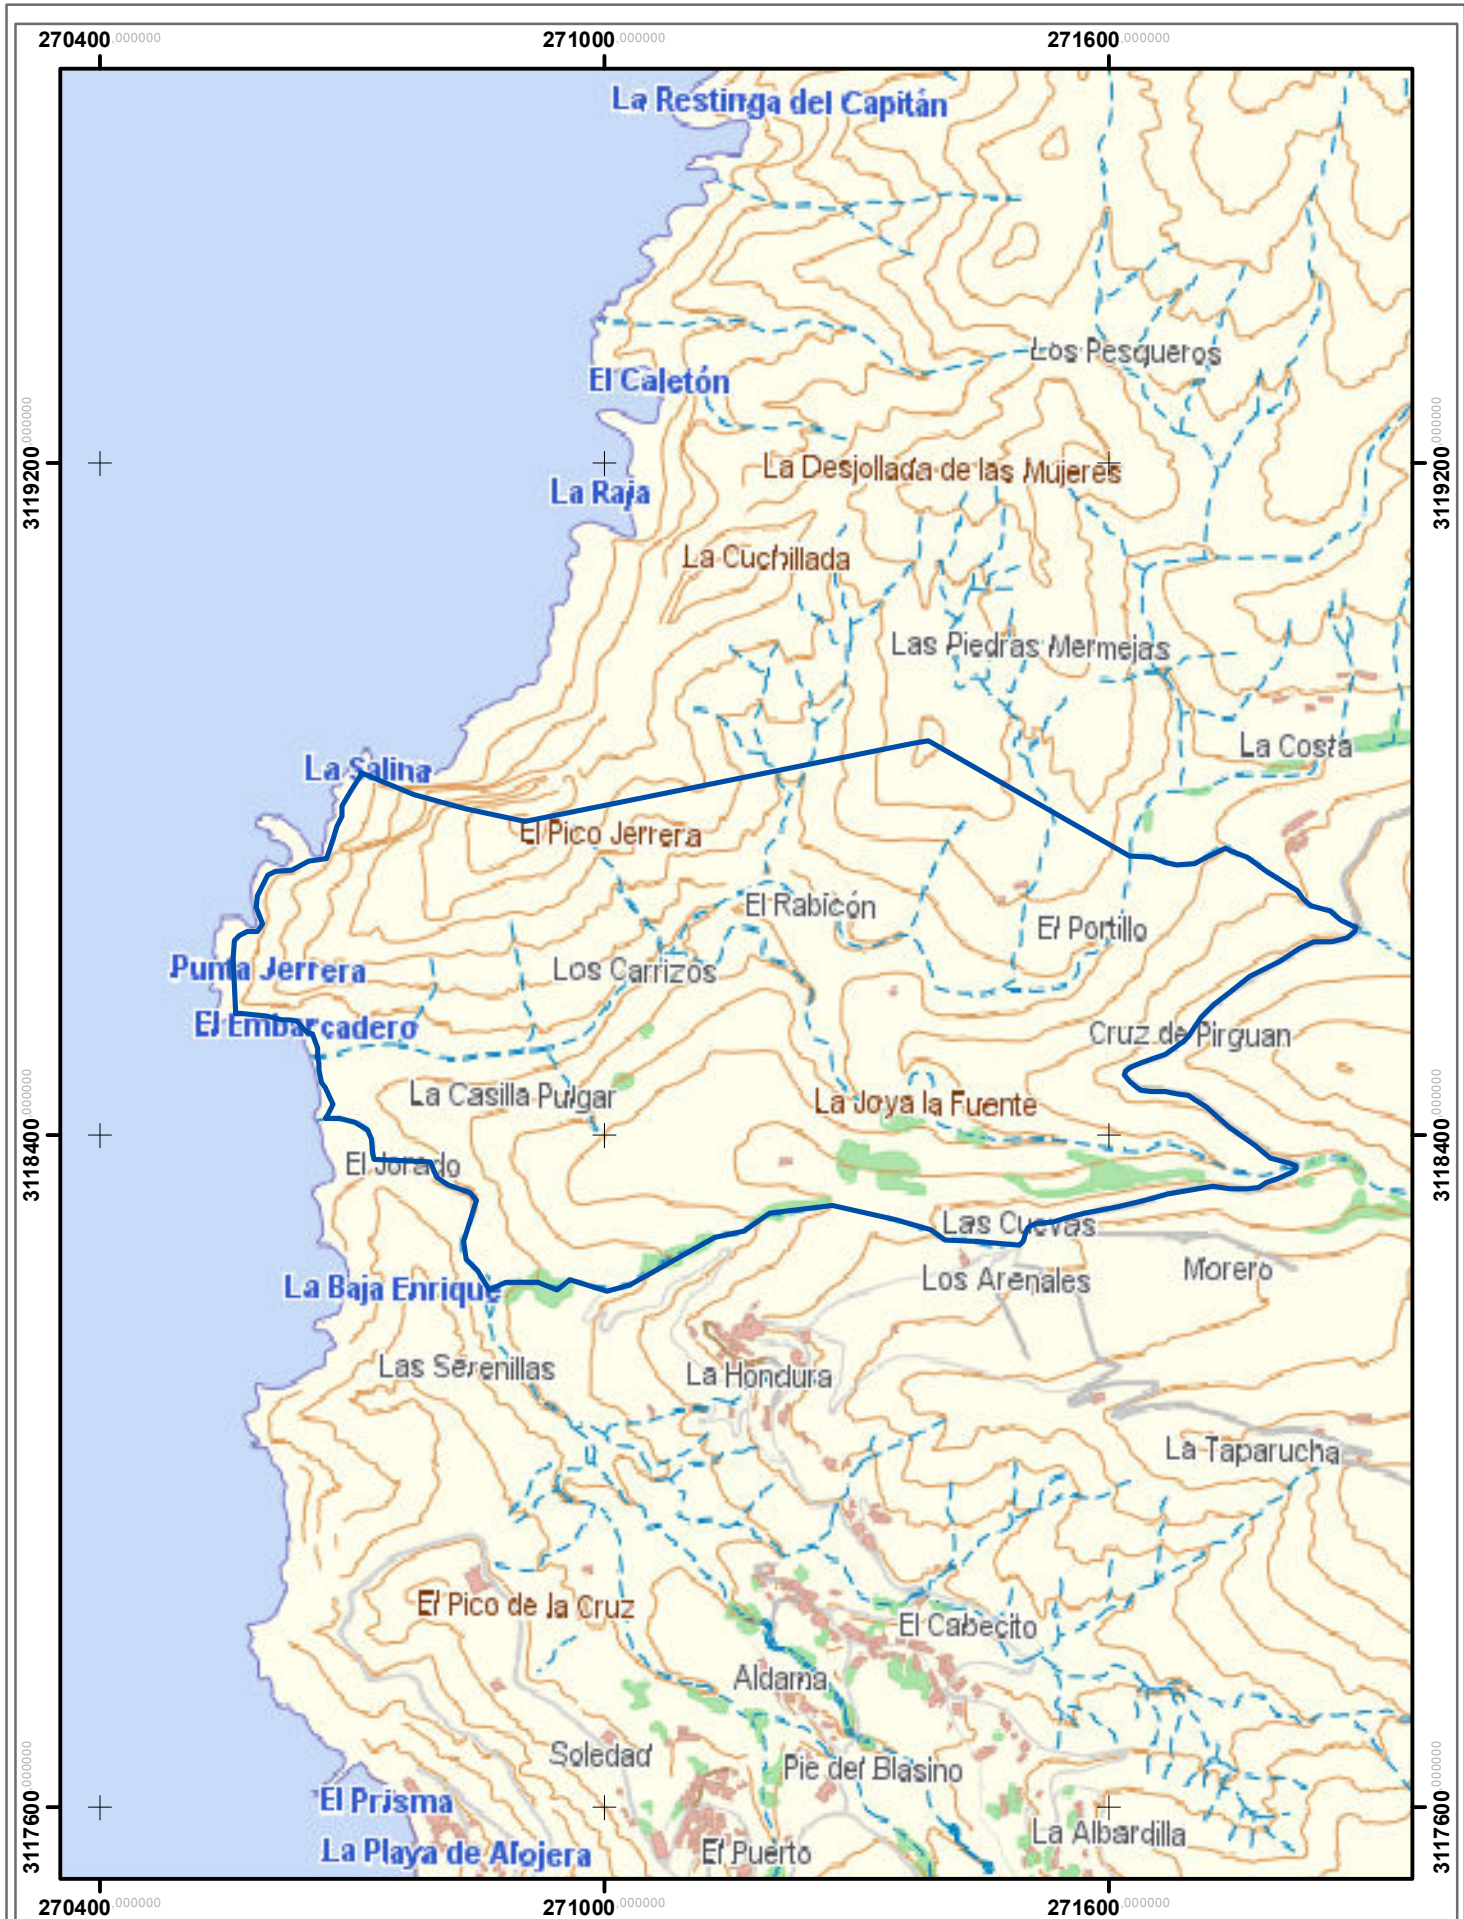 270400.000000 271000.000000 271600.000000
La Restinga del Capitán
Los Pesqueros
El Caletón
3119200.000000
3119200.000000
La Desjollada de las Mujeres
La Raja
La Cuchillada
Las Piedras Mermejas
La Costa
La Salina
El Pico Jerrera
El Rabicón
El Portillo
Punta Jerrera
Los Carrizos
El Embarcadero
Cruz de Pirguan
La Casilla Pulgar
La Joya la Fuente
3118400.000000
3118400.000000
El Jorado
Las Cuevas
Los Arenales
Morero
La Baja Enrique
Las Serenillas
La Hondura
La Taparucha
El Pico de la Cruz
El Cabecito
Aldama
Soledad
Pie del Blasino
3117600.000000
3117600.000000
El Prisma
La Albardilla
La Playa de Alojera
El Puerto
270400.000000 271000.000000 271600.000000